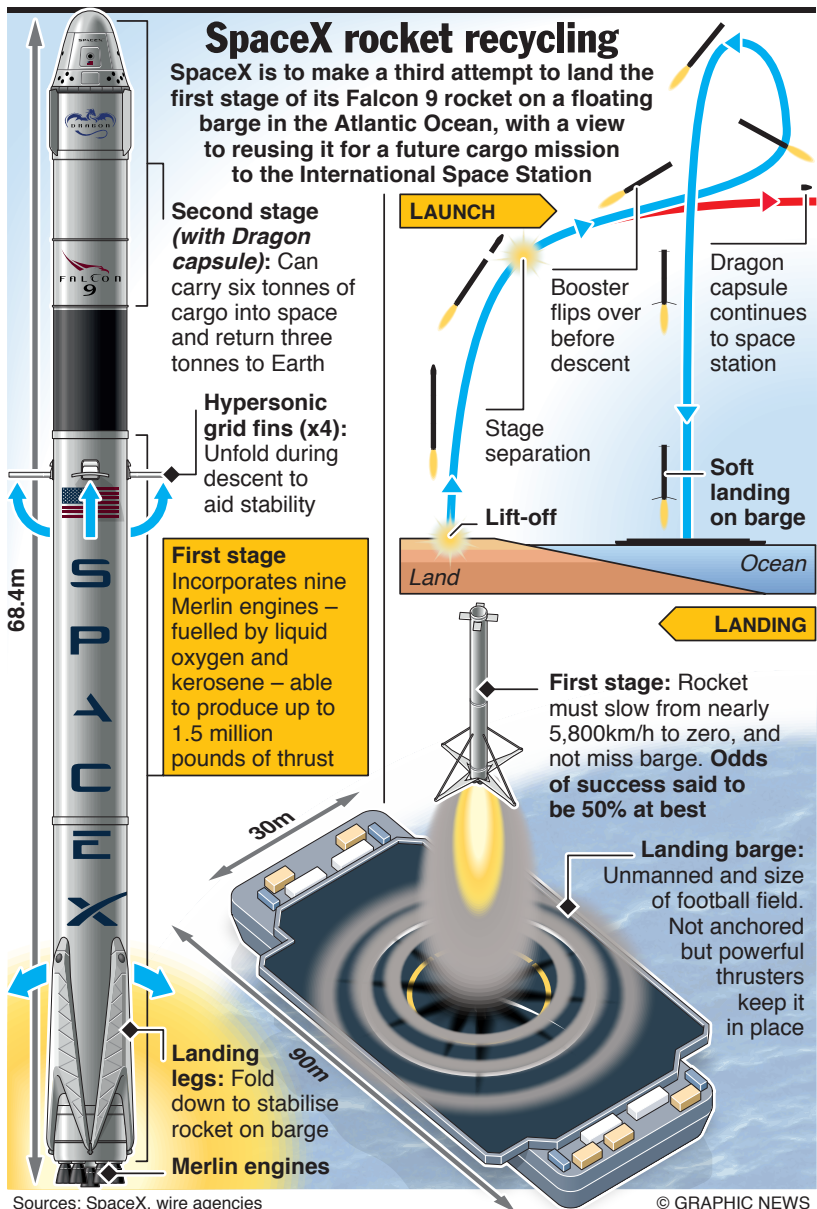 SpaceX rocket recycling
SpaceX is to make a third attempt to land the
first stage of its Falcon 9 rocket on a floating
barge in the Atlantic Ocean, with a view
to reusing it for a future cargo mission
to the International Space Station
SPACEX
DRAGON
FALCON
9
Second stage
(with Dragon
capsule): Can
carry six tonnes of
cargo into space
and return three
tonnes to Earth
Hypersonic
grid fins (x4):
Unfold during
descent to
aid stability
First stage
Incorporates nine
Merlin engines –
fuelled by liquid
oxygen and
kerosene – able
to produce up to
1.5 million
pounds of thrust
68.4m
S
P
A
C
E
X
Landing
legs: Fold
down to stabilise
rocket on barge
Merlin engines
LAUNCH
Booster
flips over
before
descent
Dragon
capsule
continues
to space
station
Stage
separation
Lift-off
Soft
landing
on barge
Land
Ocean
LANDING
First stage: Rocket
must slow from nearly
5,800km/h to zero, and
not miss barge. Odds
of success said to
be 50% at best
30m
90m
Landing barge:
Unmanned and size
of football field.
Not anchored
but powerful
thrusters
keep it
in place
Sources: SpaceX, wire agencies
© GRAPHIC NEWS